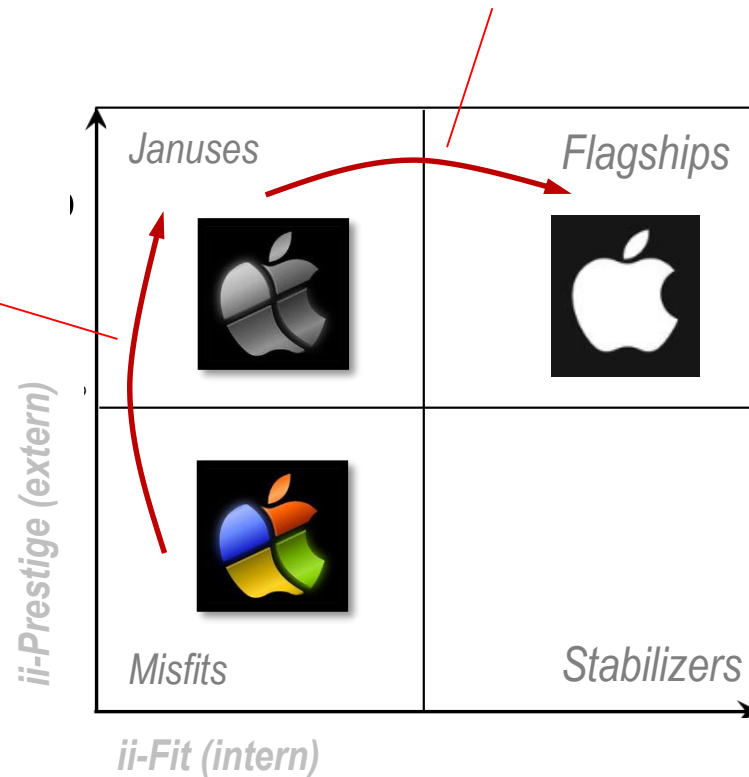 Januses
Flagships
ii-Prestige (extern)
Misfits
Stabilizers
ii-Fit (intern)